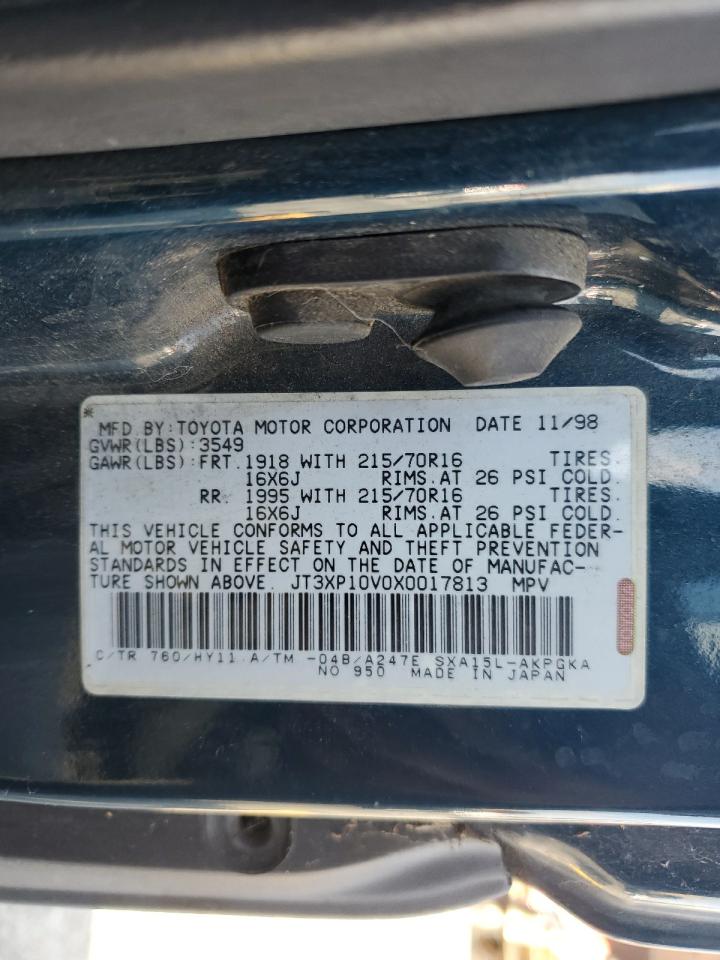 *
MFD. BY: TOYOTA MOTOR CORPORATION DATE 11/98
GVWR(LBS): 3549
GAWR(LBS): FRT. 1918 WITH 215/70R16 TIRES.
16X6J RIMS. AT 26 PSI COLD.
RR. 1995 WITH 215/70R16 TIRES.
16X6J RIMS. AT 26 PSI COLD.
THIS VEHICLE CONFORMS TO ALL APPLICABLE FEDER-
AL MOTOR VEHICLE SAFETY AND THEFT PREVENTION
STANDARDS IN EFFECT ON THE DATE OF MANUFAC-
TURE SHOWN ABOVE. JT3XP10V0X0017813 MPV
C/TR 760/HY11 A/TM -04B/A247E SXA15L-AKPGKA
NO 950 MADE IN JAPAN